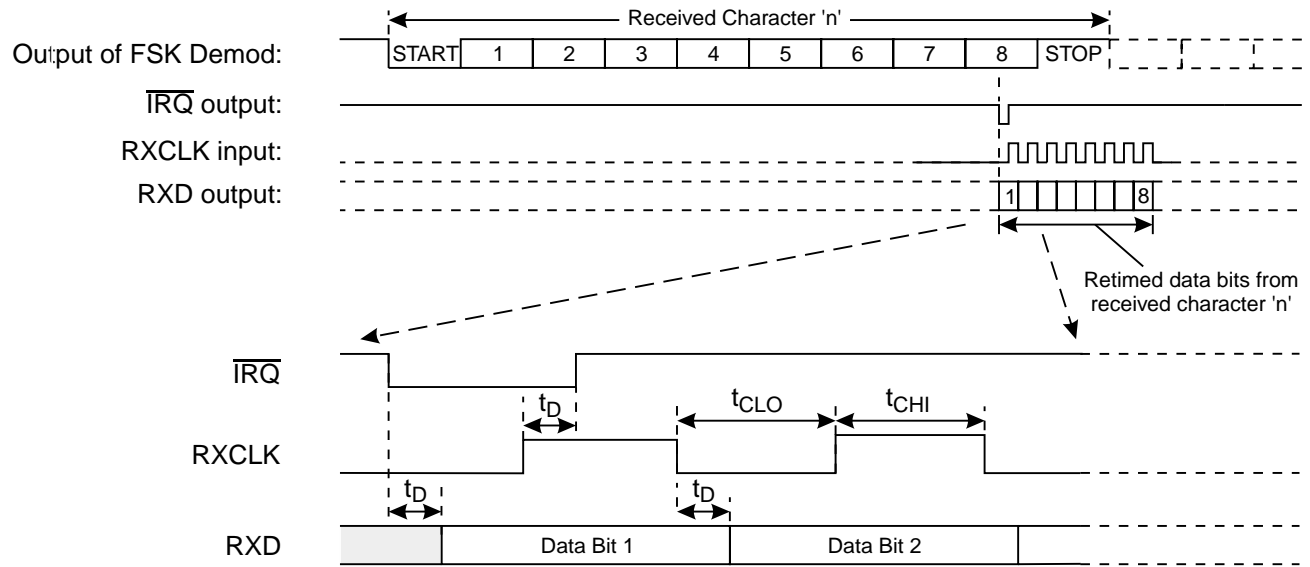 Received Character 'n'
Output of FSK Demod: START 1 2 3 4 5 6 7 8 STOP
IRQ output:
RXCLK input:
RXD output: 1 8
Retimed data bits from
received character 'n'
IRQ
tD tCLO tCHI
RXCLK
tD tD
RXD Data Bit 1 Data Bit 2